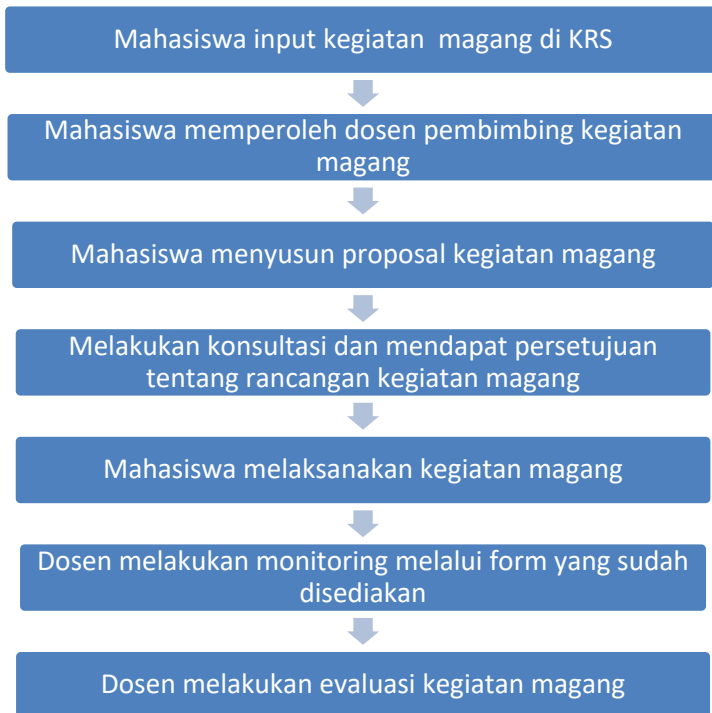 Mahasiswa input kegiatan  magang di KRS
Mahasiswa memperoleh dosen pembimbing kegiatan
magang
Mahasiswa menyusun proposal kegiatan magang
Melakukan konsultasi dan mendapat persetujuan
tentang rancangan kegiatan magang
Mahasiswa melaksanakan kegiatan magang
Dosen melakukan monitoring melalui form yang sudah
disediakan
Dosen melakukan evaluasi kegiatan magang